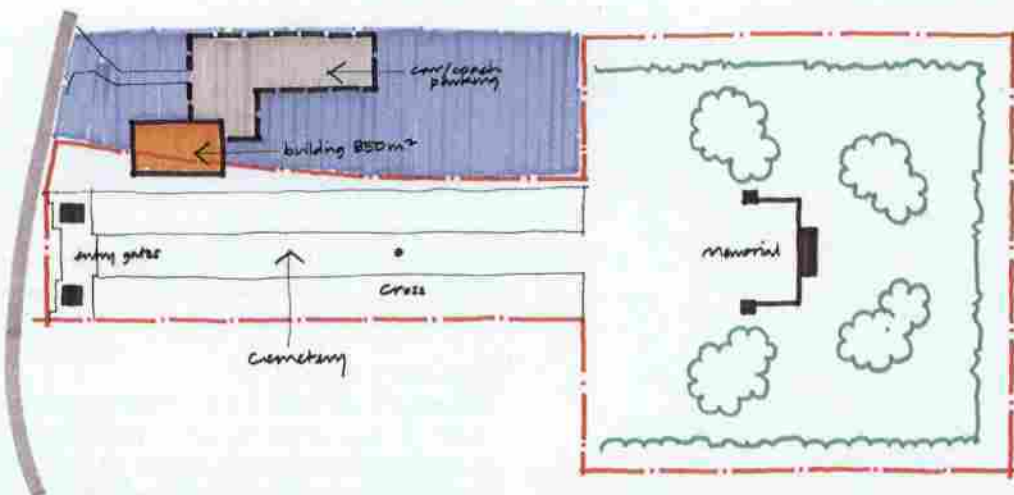 car/coach
parking
building 850m²
entry gates
Memorial
Cross
Cemetery